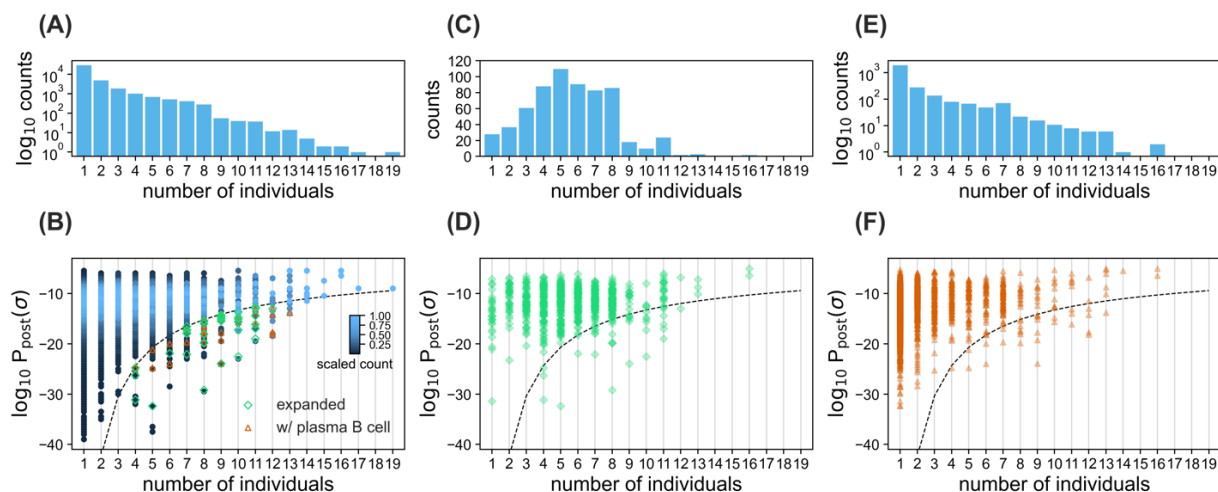 (A)
log10 counts
10^4
10^3
10^2
10^1
10^0
1 2 3 4 5 6 7 8 9 10 11 12 13 14 15 16 17 18 19
number of individuals
(C)
counts
120
100
80
60
40
20
0
1 2 3 4 5 6 7 8 9 10 11 12 13 14 15 16 17 18 19
number of individuals
(E)
log10 counts
10^3
10^2
10^1
10^0
1 2 3 4 5 6 7 8 9 10 11 12 13 14 15 16 17 18 19
number of individuals
(B)
log10 Ppost(σ)
−10
−20
−30
−40
1.00
0.75
0.50
0.25
scaled count
expanded
w/ plasma B cell
1 2 3 4 5 6 7 8 9 10 11 12 13 14 15 16 17 18 19
number of individuals
(D)
log10 Ppost(σ)
−10
−20
−30
−40
1 2 3 4 5 6 7 8 9 10 11 12 13 14 15 16 17 18 19
number of individuals
(F)
log10 Ppost(σ)
−10
−20
−30
−40
1 2 3 4 5 6 7 8 9 10 11 12 13 14 15 16 17 18 19
number of individuals